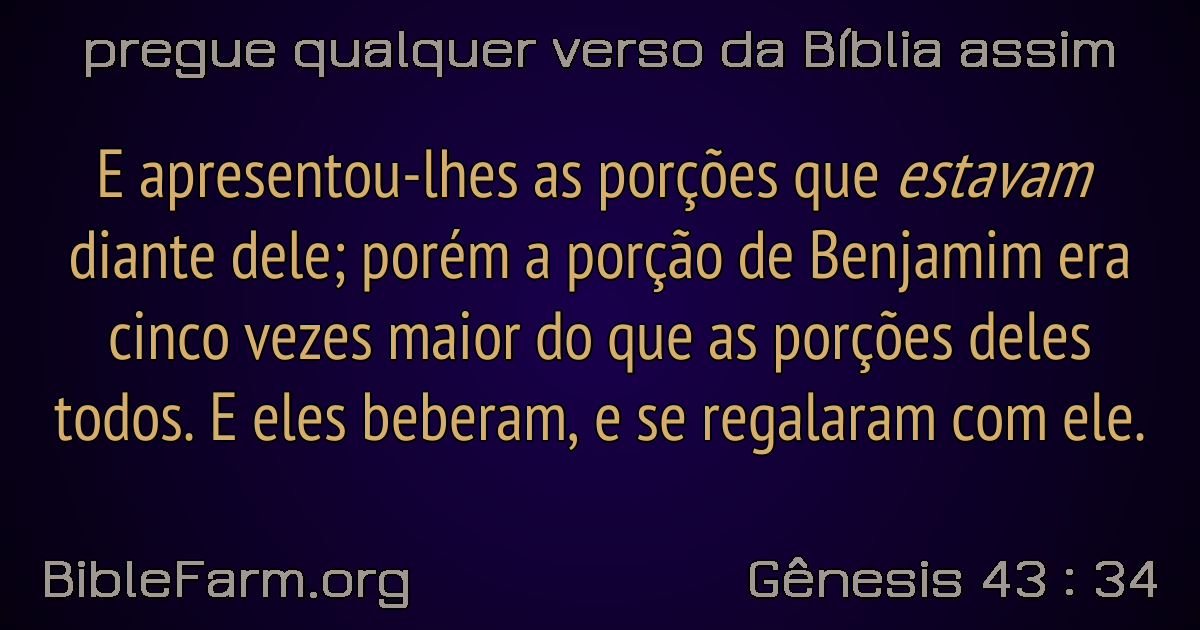 pregue qualquer verso da Bíblia assim
E apresentou-lhes as porções que estavam
diante dele; porém a porção de Benjamim era
cinco vezes maior do que as porções deles
todos. E eles beberam, e se regalaram com ele.
BibleFarm.org
Gênesis 43 : 34